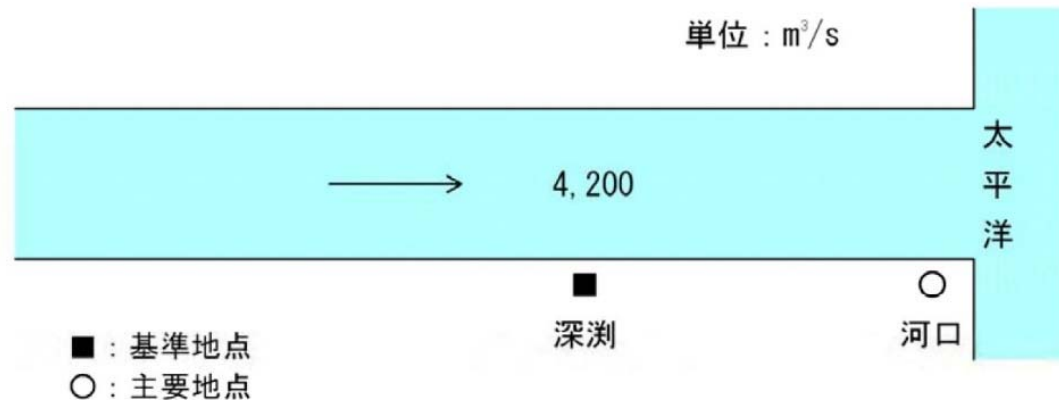 単位：m³/s
4,200
太平洋
深渕
河口
■：基準地点
○：主要地点